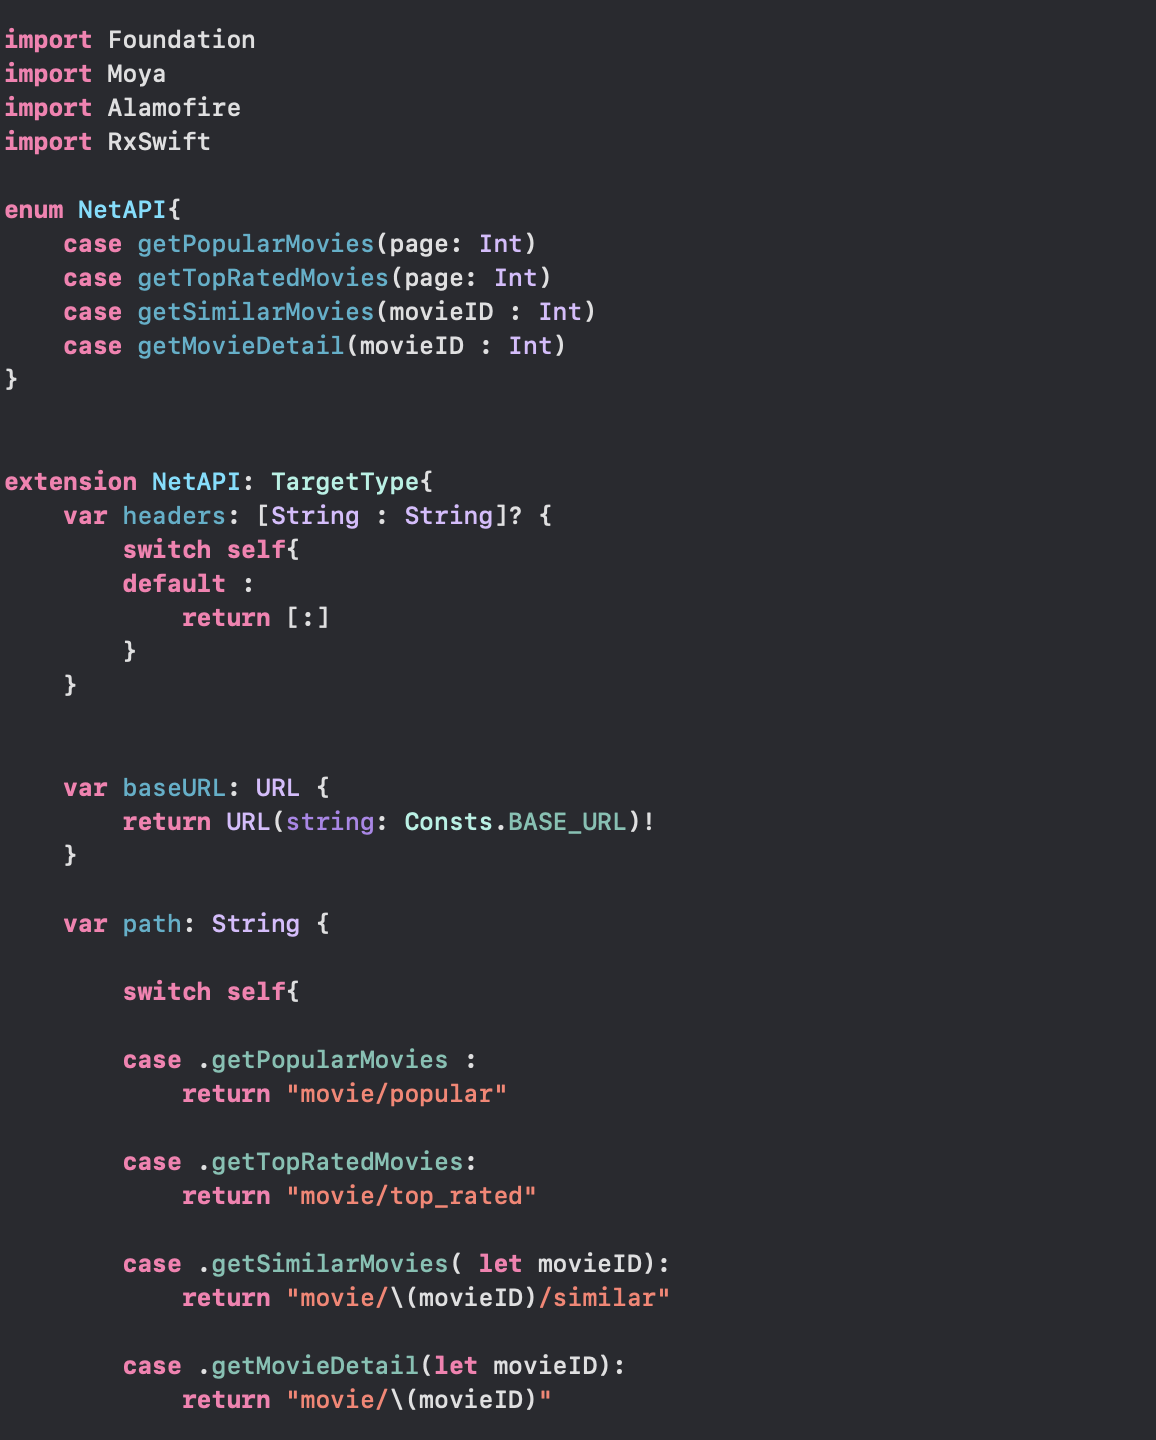 import Foundation
import Moya
import Alamofire
import RxSwift
enum NetAPI{
    case getPopularMovies(page: Int)
    case getTopRatedMovies(page: Int)
    case getSimilarMovies(movieID : Int)
    case getMovieDetail(movieID : Int)
}
extension NetAPI: TargetType{
    var headers: [String : String]? {
        switch self{
        default :
            return [:]
        }
    }
    var baseURL: URL {
        return URL(string: Consts.BASE_URL)!
    }
    var path: String {
        switch self{
        case .getPopularMovies :
            return "movie/popular"
        case .getTopRatedMovies:
            return "movie/top_rated"
        case .getSimilarMovies( let movieID):
            return "movie/\(movieID)/similar"
        case .getMovieDetail(let movieID):
            return "movie/\(movieID)"